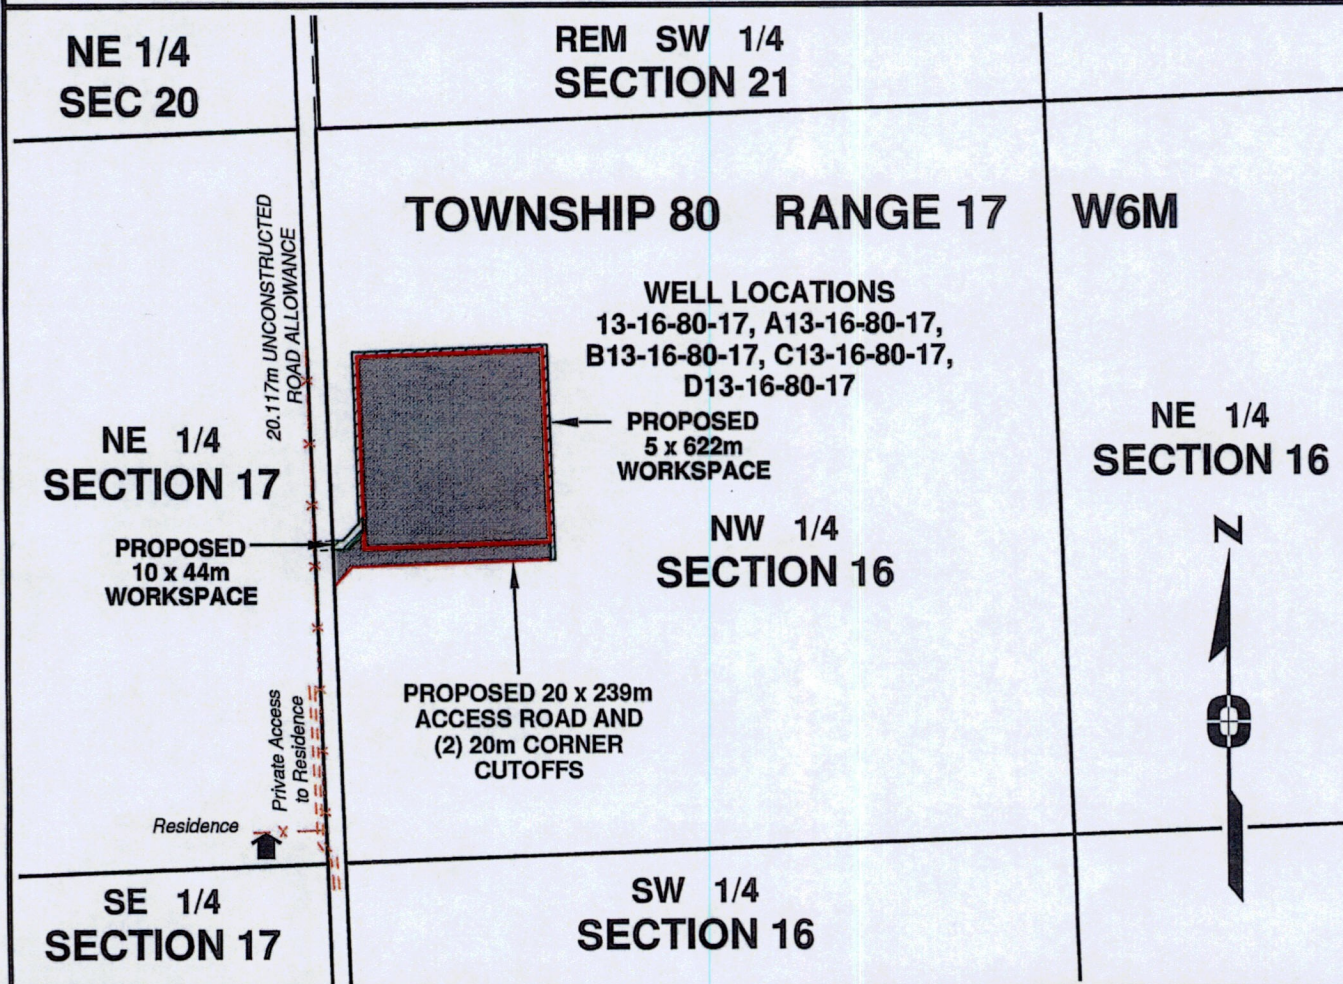 NE 1/4
SEC 20
REM SW 1/4
SECTION 21
TOWNSHIP 80 RANGE 17 W6M
20.117m UNCONSTRUCTED
ROAD ALLOWANCE
WELL LOCATIONS
13-16-80-17, A13-16-80-17,
B13-16-80-17, C13-16-80-17,
D13-16-80-17
PROPOSED
5 x 622m
WORKSPACE
NE 1/4
SECTION 17
NE 1/4
SECTION 16
PROPOSED
10 x 44m
WORKSPACE
NW 1/4
SECTION 16
N
PROPOSED 20 x 239m
ACCESS ROAD AND
(2) 20m CORNER
CUTOFFS
Private Access
to Residence
Residence
SE 1/4
SECTION 17
SW 1/4
SECTION 16